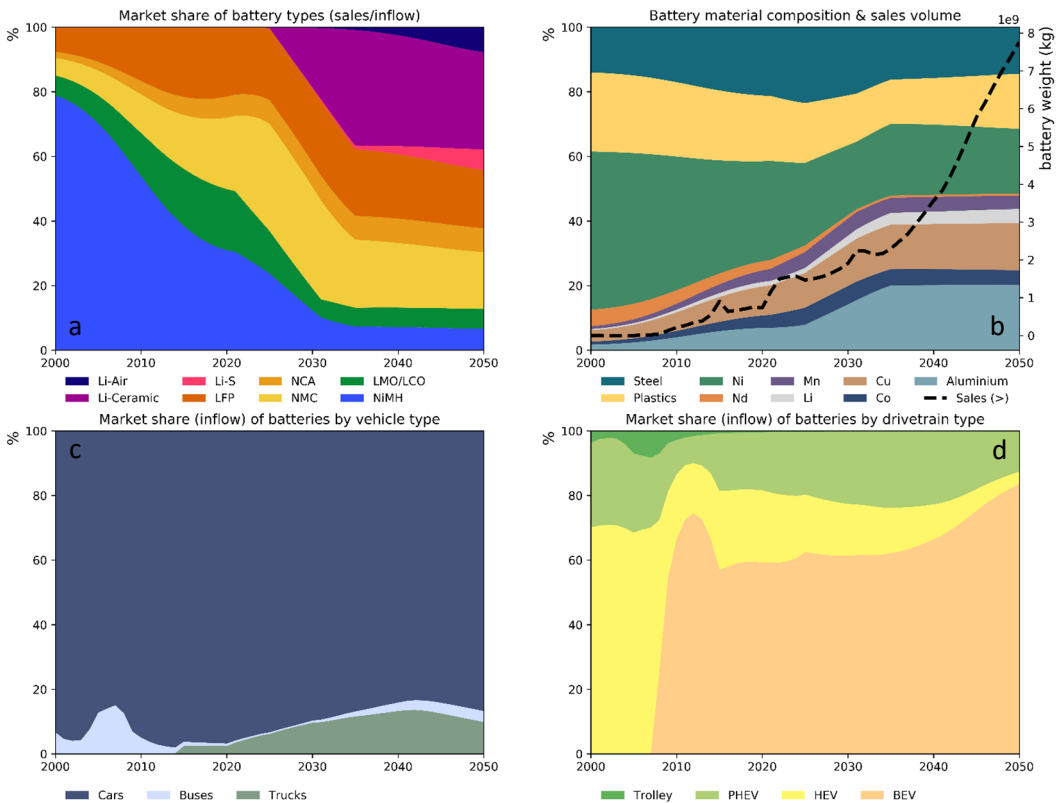 Market share of battery types (sales/inflow)
%
100
80
60
40
20
0
a
2000 2010 2020 2030 2040 2050
Li-Air Li-S NCA LMO/LCO
Li-Ceramic LFP NMC NiMH
Battery material composition & sales volume
1e9
%
100
80
60
40
20
0
8
7
6
5
4
3
2
1
0
battery weight (kg)
b
2000 2010 2020 2030 2040 2050
Steel Ni Mn Cu Aluminium
Plastics Nd Li Co Sales (>)
Market share (inflow) of batteries by vehicle type
%
100
80
60
40
20
0
c
2000 2010 2020 2030 2040 2050
Cars Buses Trucks
Market share (inflow) of batteries by drivetrain type
%
100
80
60
40
20
0
d
2000 2010 2020 2030 2040 2050
Trolley PHEV HEV BEV